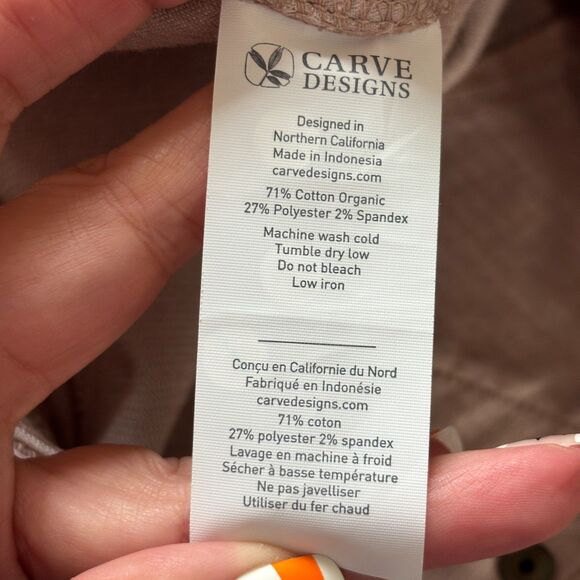 CARVE
DESIGNS
Designed in
Northern California
Made in Indonesia
carvedesigns.com
71% Cotton Organic
27% Polyester 2% Spandex
Machine wash cold
Tumble dry low
Do not bleach
Low iron
Conçu en Californie du Nord
Fabriqué en Indonésie
carvedesigns.com
71% coton
27% polyester 2% spandex
Lavage en machine à froid
Sécher à basse température
Ne pas javelliser
Utiliser du fer chaud